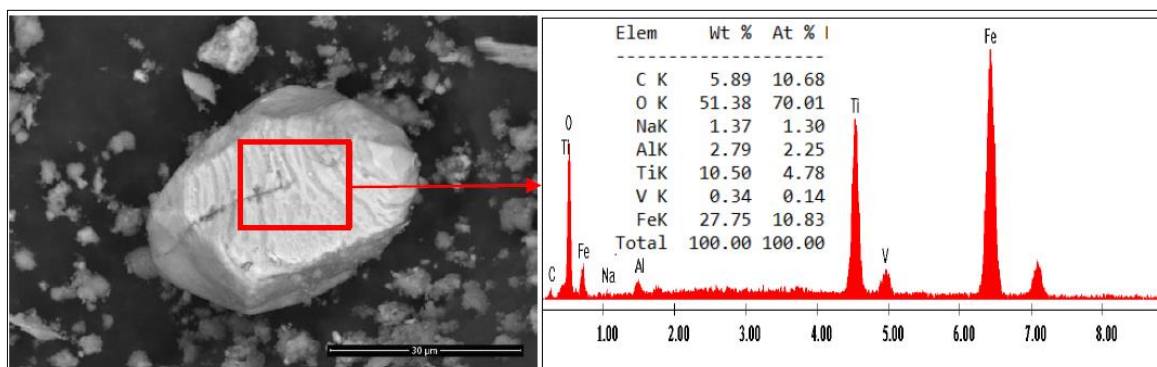 30 µm
Elem Wt % At %
C K 5.89 10.68
O K 51.38 70.01
NaK 1.37 1.30
AlK 2.79 2.25
TiK 10.50 4.78
V K 0.34 0.14
FeK 27.75 10.83
Total 100.00 100.00
Fe
Ti
O
Ti
Fe
C
Na
Al
V
1.00 2.00 3.00 4.00 5.00 6.00 7.00 8.00